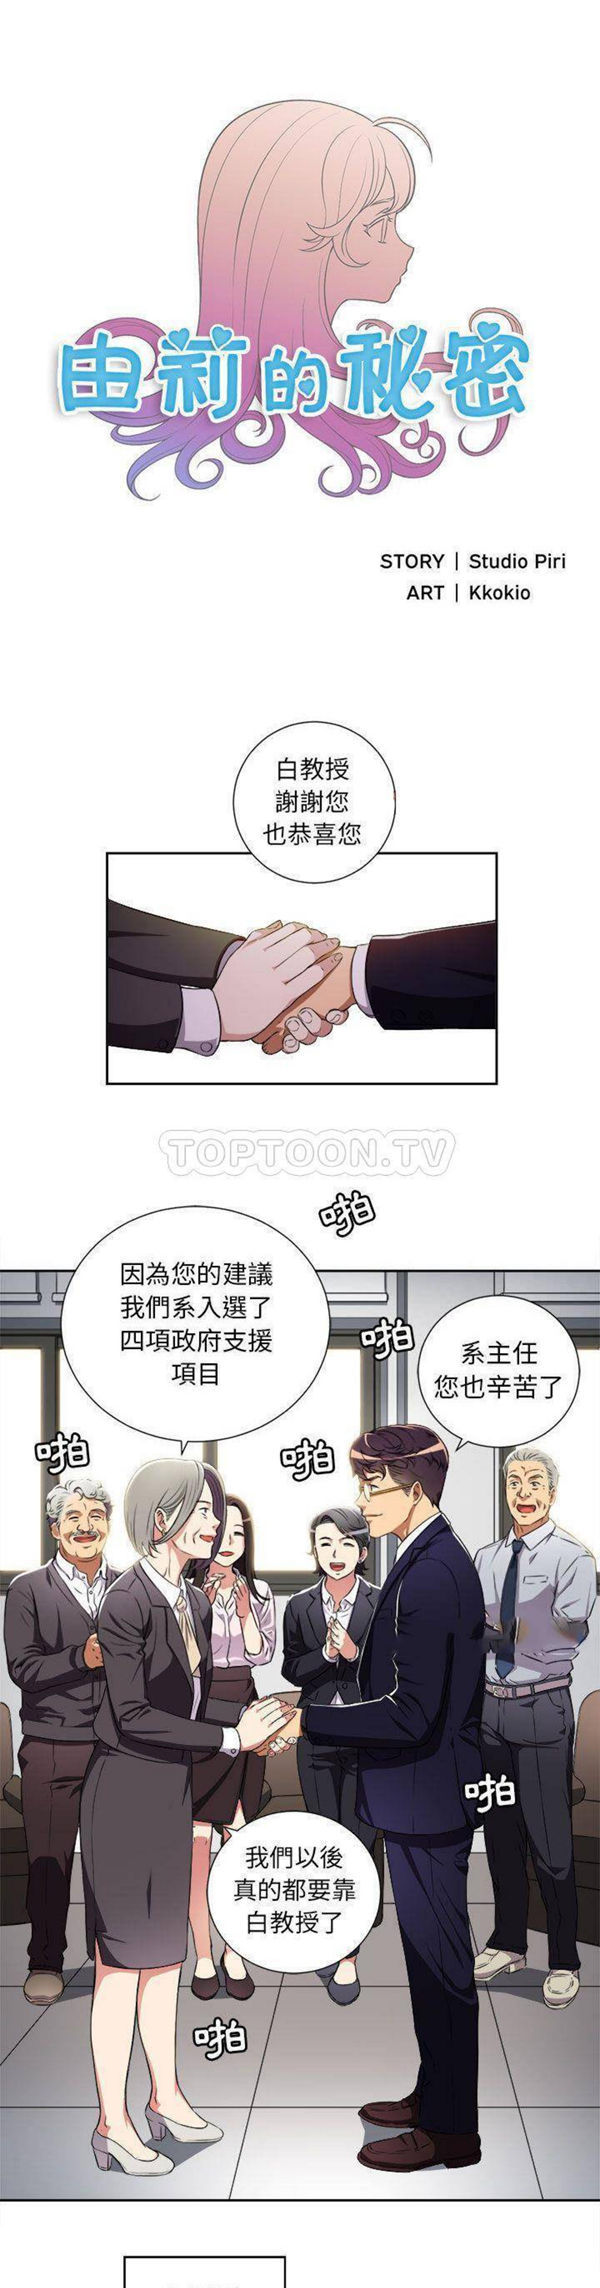 由莉的秘密
STORY | Studio Piri
ART | Kkokio
白教授
謝謝您
也恭喜您
TOPTOON.TV
啪
因為您的建議
我們系入選了
四項政府支援
項目
啪
系主任
您也辛苦了
啪
啪
啪
我們以後
真的都要靠
白教授了
啪